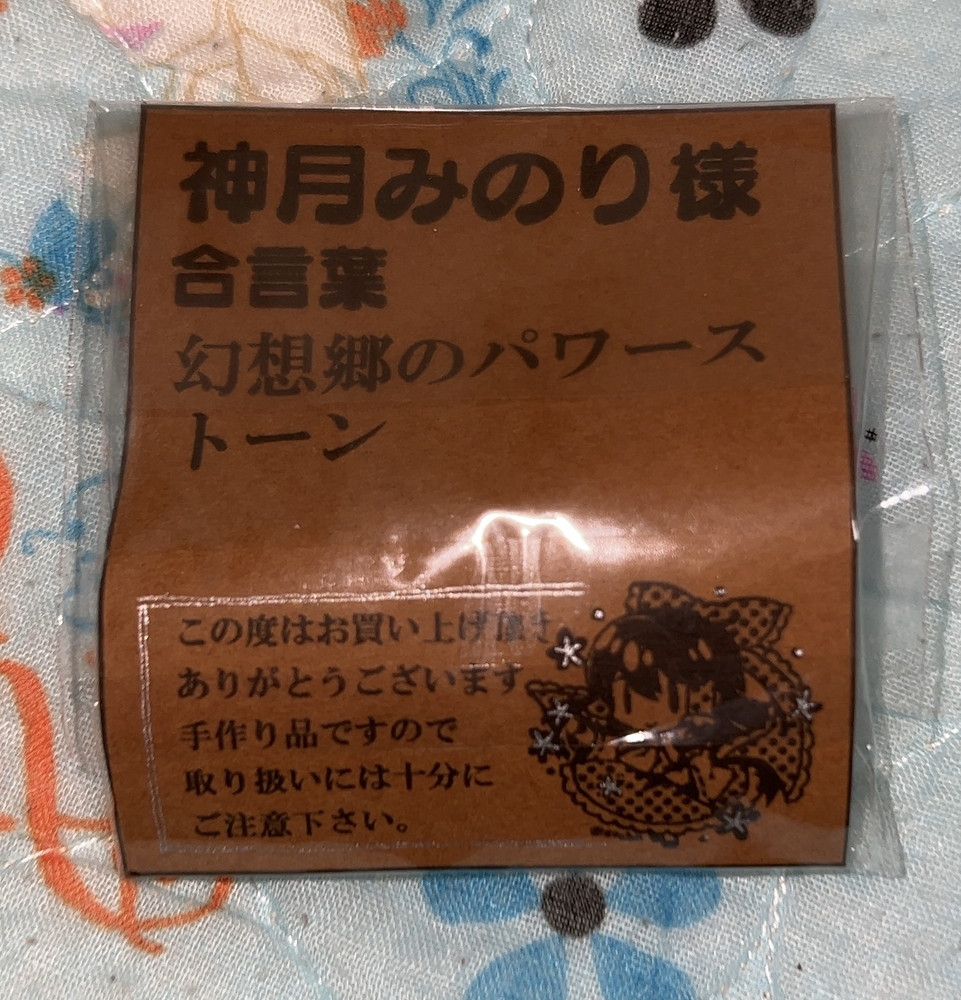 神月みのり様
合言葉
幻想郷のパワース
トーン
この度はお買い上げ頂き
ありがとうございます
手作り品ですので
取り扱いには十分に
ご注意下さい。